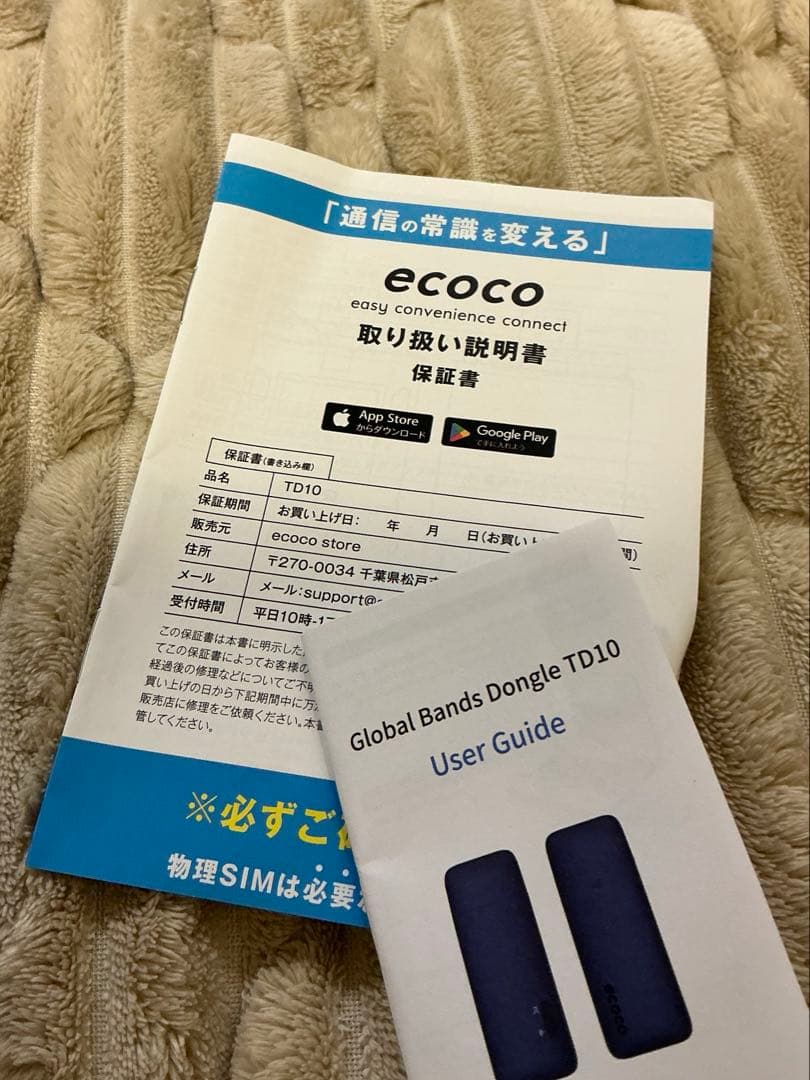 「通信の常識を変える」
ecoco
easy convenience connect
取り扱い説明書
保証書
App Store
からダウンロード
Google Play
で手に入れよう
保証書(書き込み欄)
品名 TD10
保証期間 お買い上げ日: 年 月 日(お買い上 間)
販売元 ecoco store
住所 〒270-0034 千葉県松戸
メール メール:support@
受付時間 平日10時-1
この保証書は本書に明示した
てこの保証書によってお客様の
経過後の修理などについてご不明
買い上げの日から下記期間中に万
販売店に修理をご依頼ください。本書
管してください。
※必ずご
物理SIMは必要
Global Bands Dongle TD10
User Guide
ecoco